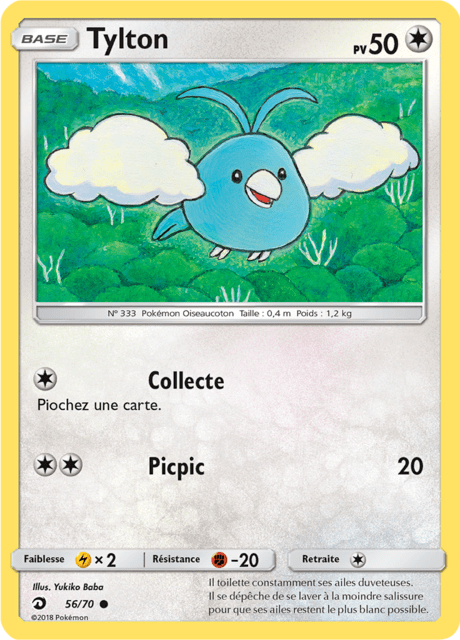 BASE Tylton PV 50
N° 333 Pokémon Oiseaucoton Taille : 0,4 m Poids : 1,2 kg
Collecte
Piochez une carte.
Picpic 20
Faiblesse × 2 Résistance -20 Retraite
Illus. Yukiko Baba
56/70
©2018 Pokémon
Il toilette constamment ses ailes duveteuses.
Il se dépêche de se laver à la moindre salissure
pour que ses ailes restent le plus blanc possible.